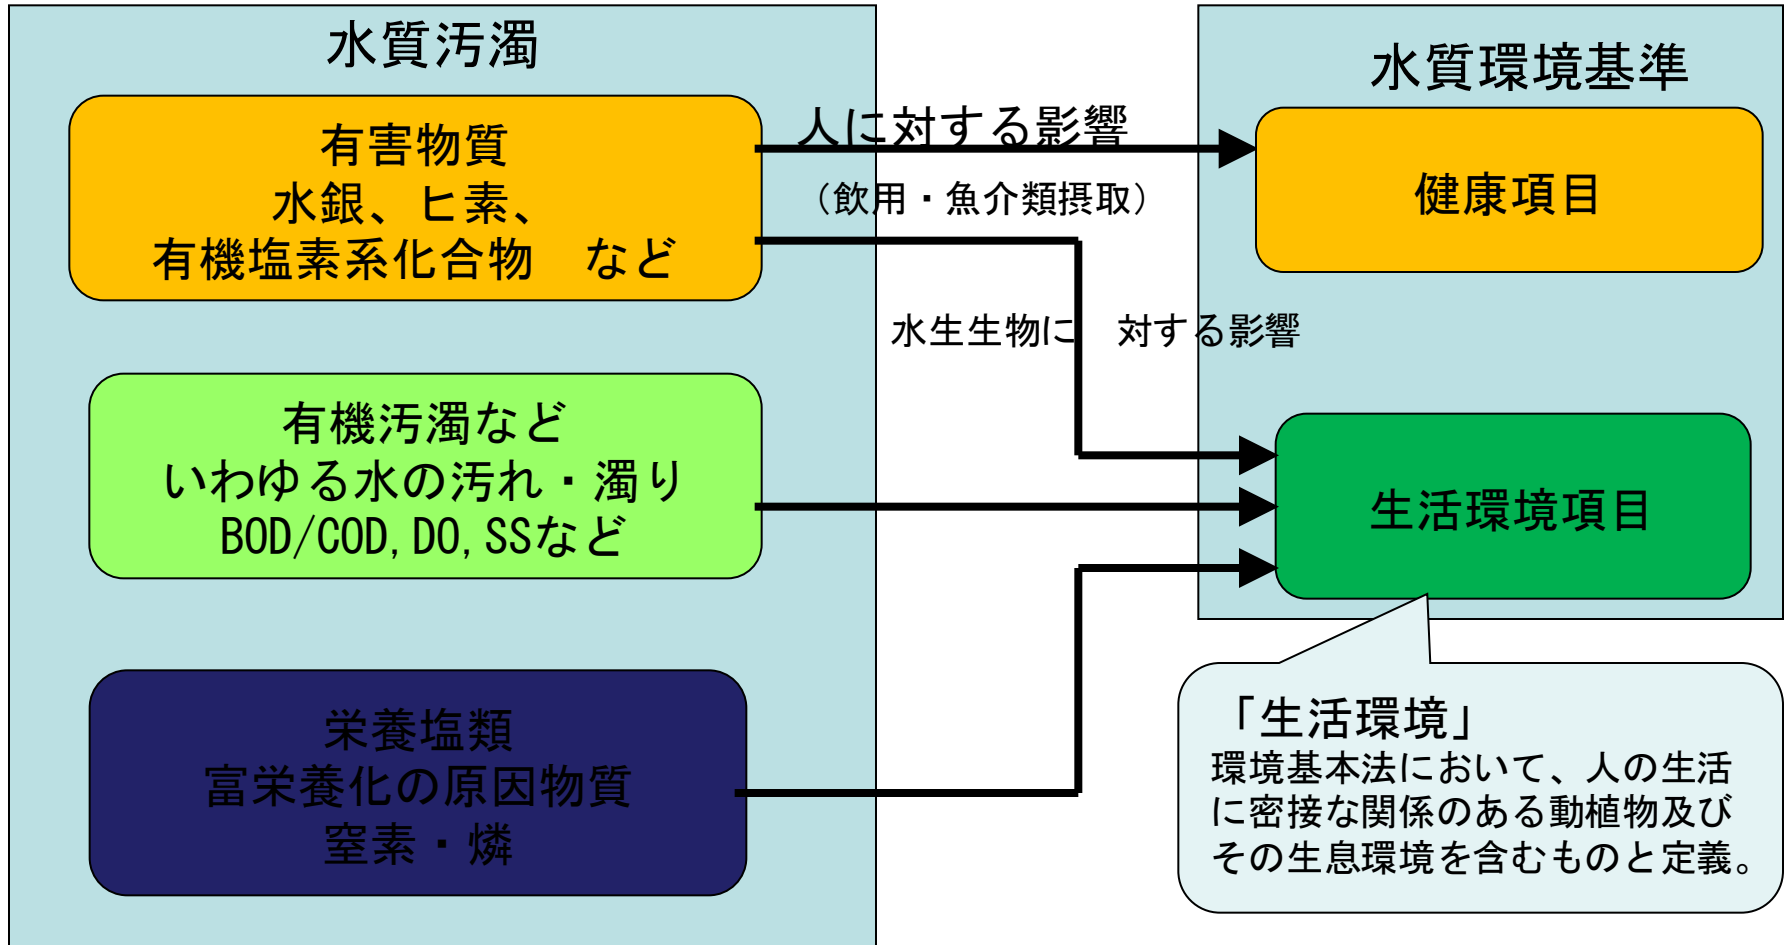 水質汚濁
有害物質
水銀、ヒ素、
有機塩素系化合物　など
有機汚濁など
いわゆる水の汚れ・濁り
BOD/COD, DO, SSなど
栄養塩類
富栄養化の原因物質
窒素・燐
人に対する影響
（飲用・魚介類摂取）
水生生物に　対する影響
水質環境基準
健康項目
生活環境項目
「生活環境」
環境基本法において、人の生活
に密接な関係のある動植物及び
その生息環境を含むものと定義。